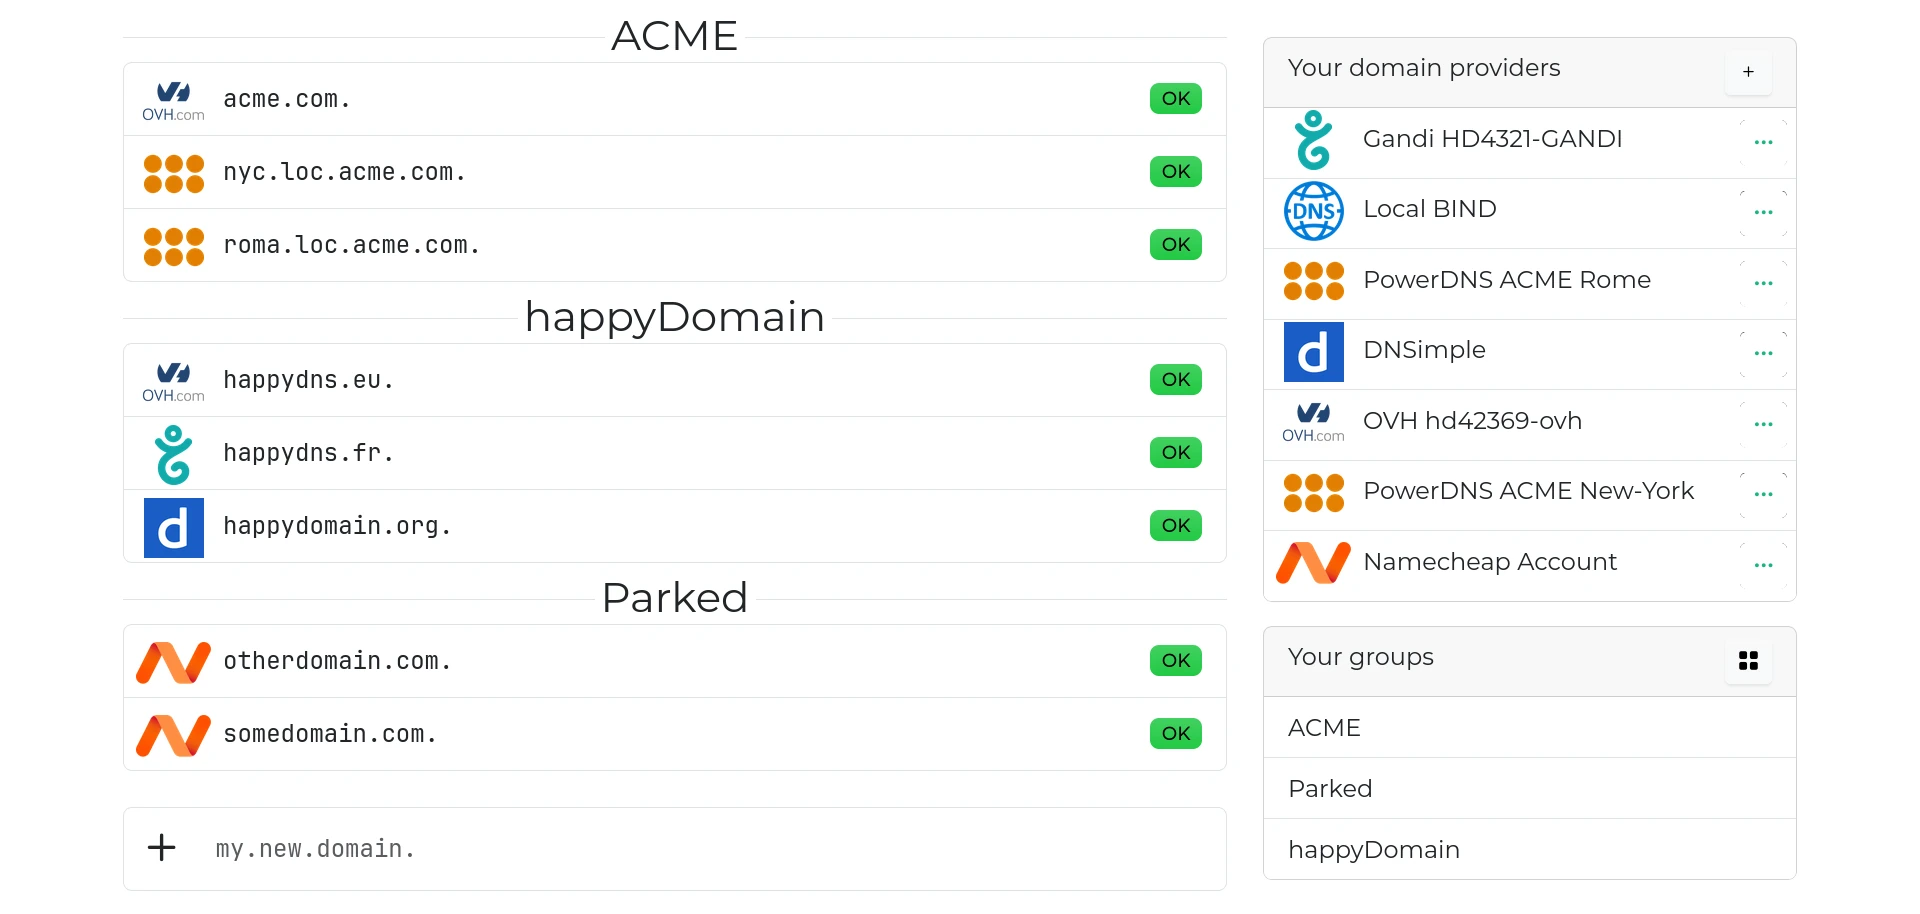 ACME
OVH.com acme.com. OK
nyc.loc.acme.com. OK
roma.loc.acme.com. OK
happyDomain
OVH.com happydns.eu. OK
happydns.fr. OK
d happydomain.org. OK
Parked
otherdomain.com. OK
somedomain.com. OK
+ my.new.domain.
Your domain providers +
Gandi HD4321-GANDI ...
DNS Local BIND ...
PowerDNS ACME Rome ...
d DNSimple ...
OVH.com OVH hd42369-ovh ...
PowerDNS ACME New-York ...
Namecheap Account ...
Your groups
ACME
Parked
happyDomain